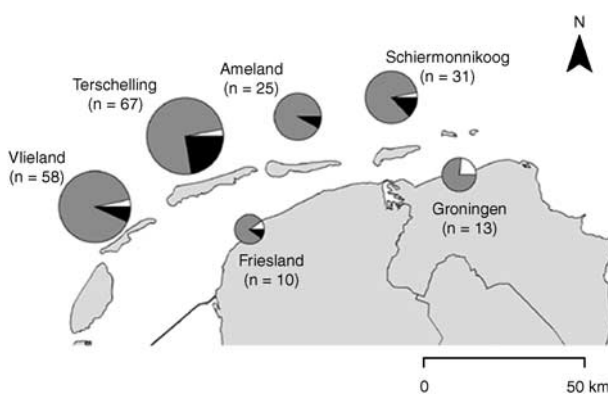 N
Schiermonnikoog
(n = 31)
Ameland
(n = 25)
Terschelling
(n = 67)
Vlieland
(n = 58)
Groningen
(n = 13)
Friesland
(n = 10)
0
50 km